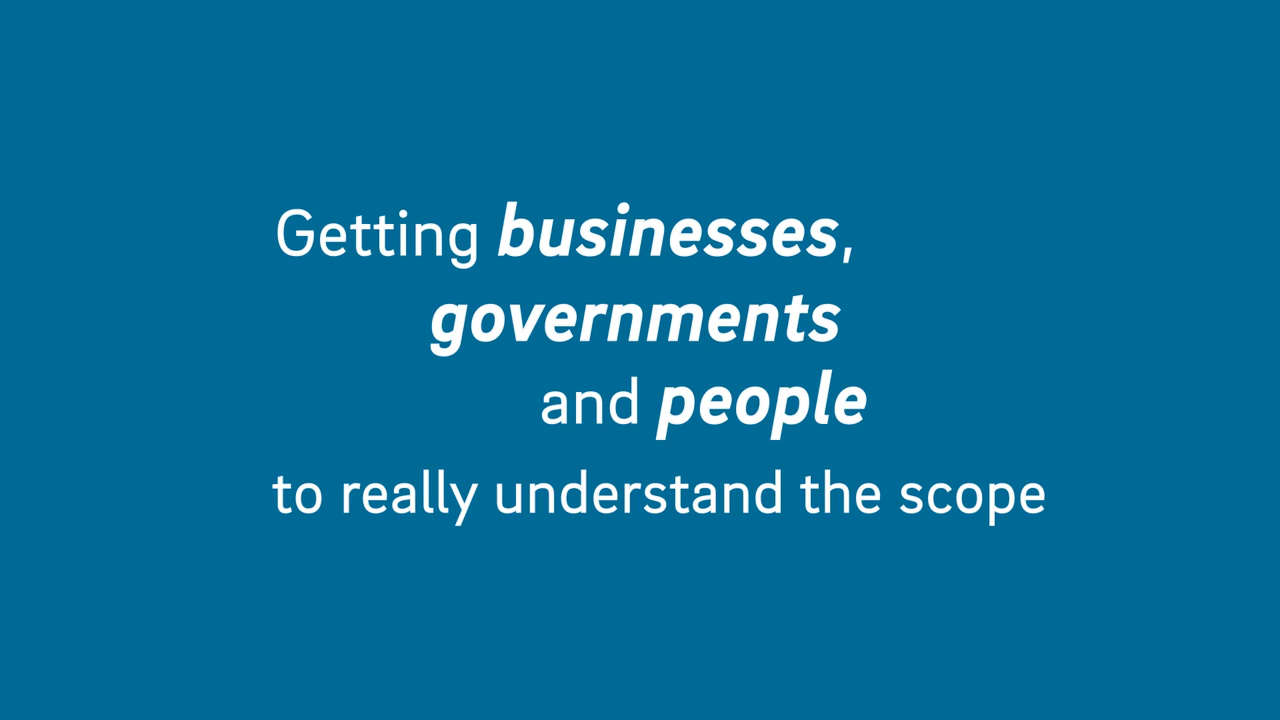 Getting businesses,
governments
and people
to really understand the scope